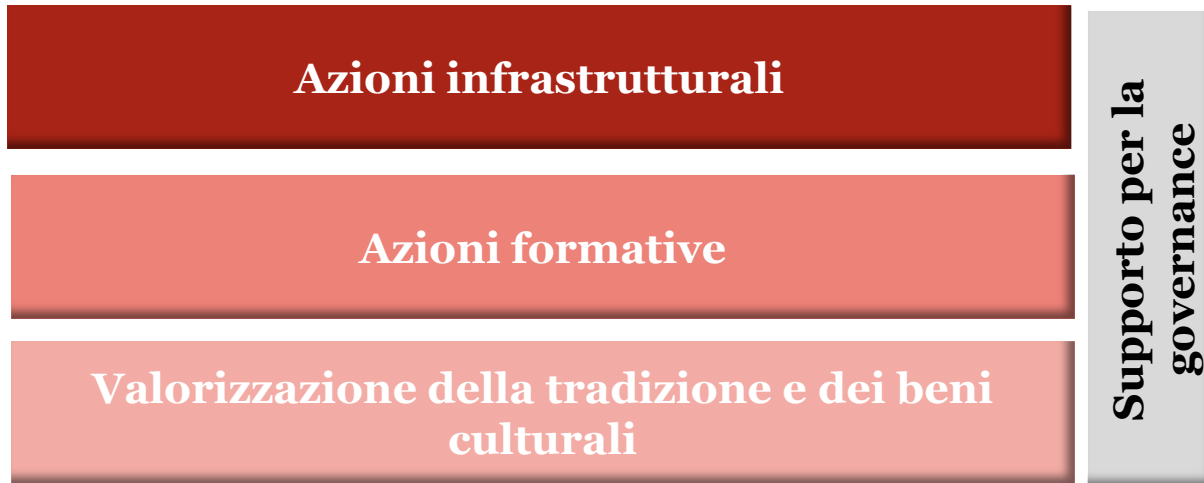 Azioni infrastrutturali
Azioni formative
Valorizzazione della tradizione e dei beni
culturali
Supporto per la
governance